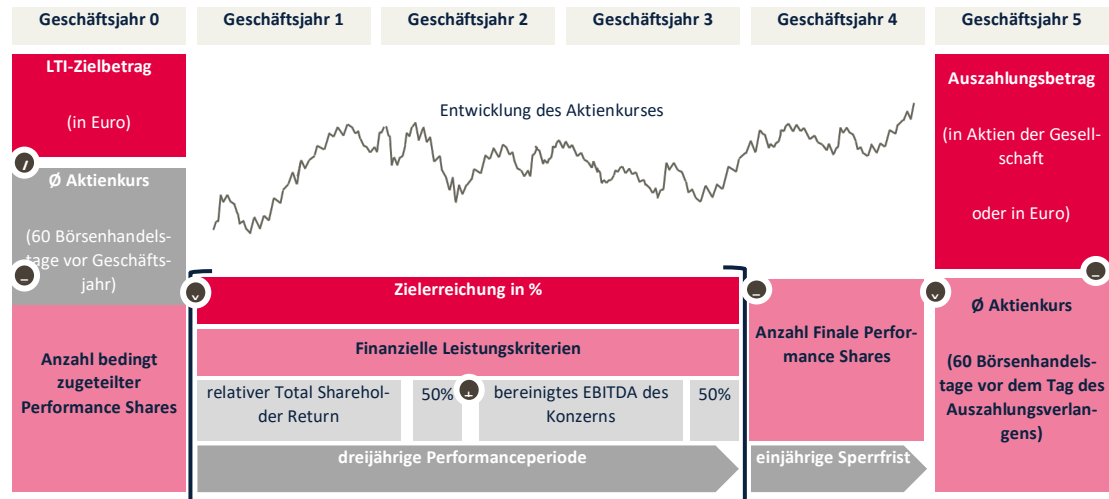 Geschäftsjahr 0
Geschäftsjahr 1
Geschäftsjahr 2
Geschäftsjahr 3
Geschäftsjahr 4
Geschäftsjahr 5
LTI-Zielbetrag
(in Euro)
/
Ø Aktienkurs
(60 Börsenhandels-
tage vor Geschäfts-
jahr)
Anzahl bedingt
zugeteilter
Performance Shares
Entwicklung des Aktienkurses
Zielerreichung in %
Finanzielle Leistungskriterien
relativer Total Sharehol-
der Return
50%
+
bereinigtes EBITDA des
Konzerns
50%
dreijährige Performanceperiode
Anzahl Finale Perfor-
mance Shares
einjährige Sperrfrist
Auszahlungsbetrag
(in Aktien der Gesell-
schaft
oder in Euro)
Ø Aktienkurs
(60 Börsenhandels-
tage vor dem Tag des
Auszahlungsverlan-
gens)